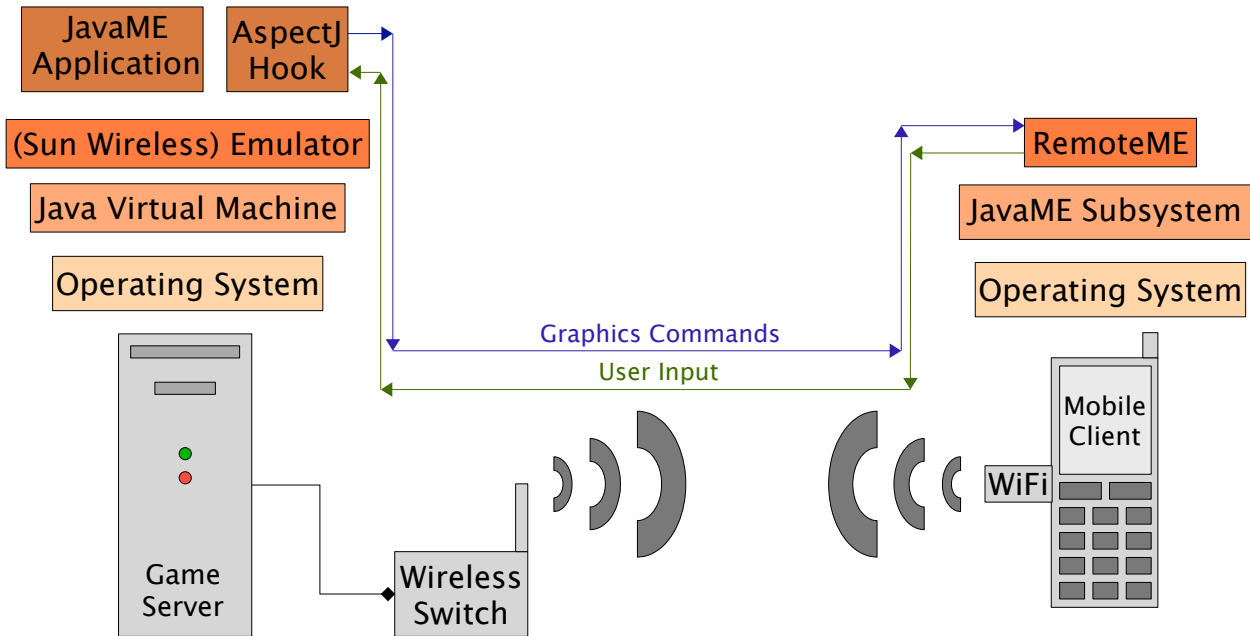 JavaME
Application
AspectJ
Hook
(Sun Wireless) Emulator
Java Virtual Machine
Operating System
RemoteME
JavaME Subsystem
Operating System
Graphics Commands
User Input
Mobile
Client
WiFi
Game
Server
Wireless
Switch